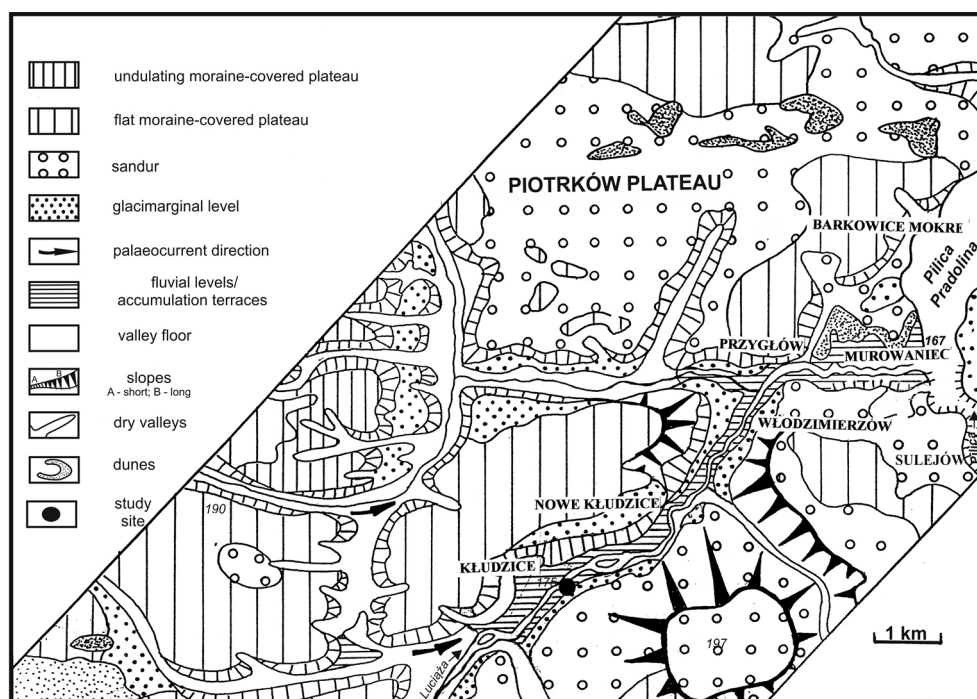 undulating moraine-covered plateau
flat moraine-covered plateau
sandur
glacimarginal level
palaeocurrent direction
fluvial levels/
accumulation terraces
valley floor
A
B
slopes
A - short; B - long
dry valleys
dunes
study
site
PIOTRKÓW PLATEAU
BARKOWICE MOKRE
Pilica
Pradolina
PRZYGŁÓW
167
MUROWANIEC
WŁODZIMIERZÓW
SULEJÓW
Pilica
190
NOWE KŁUDZICE
KŁUDZICE
175
197
Luciąża
1 km